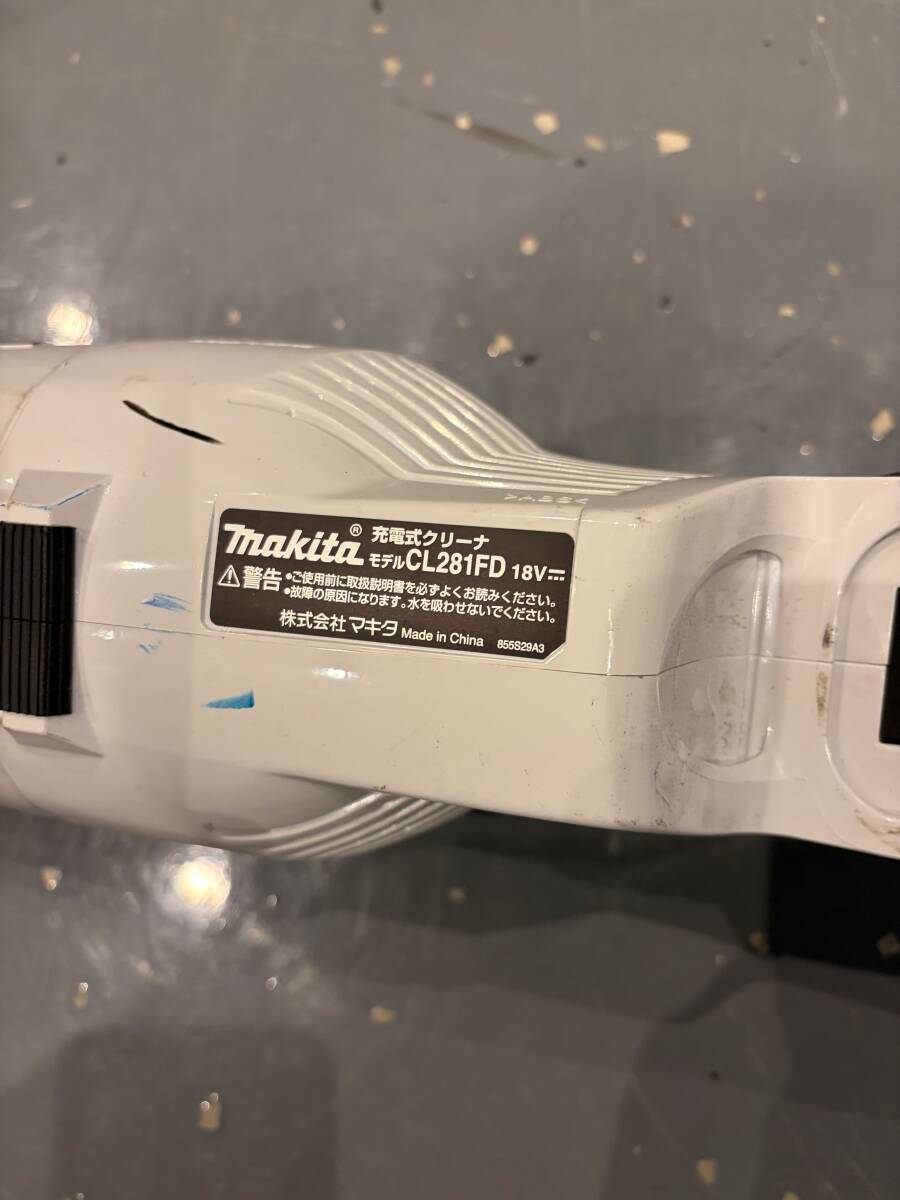 makita® 充電式クリーナ
モデルCL281FD 18V⎓
警告 •ご使用前に取扱説明書を必ずよくお読みください。
•故障の原因になります。水を吸わせないでください。
株式会社マキタ Made in China 855S29A3
>ABS<